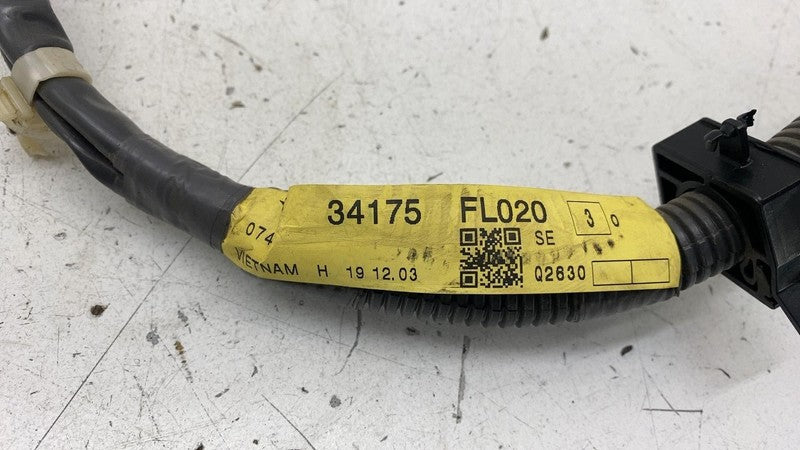 34175 FL020 3 0
074 SE
VIETNAM H 19 12.03 Q2630